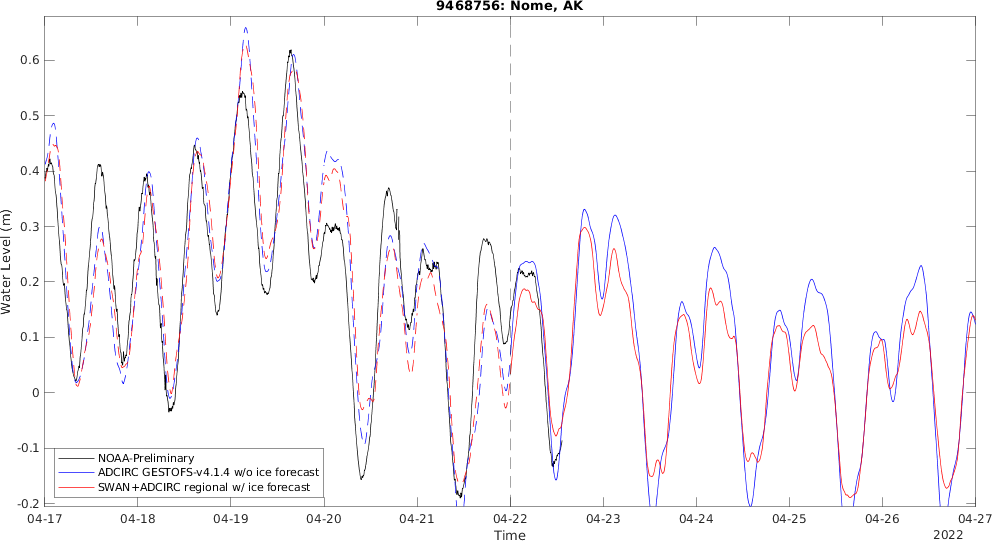 9468756: Nome, AK
Water Level (m)
0.6
0.5
0.4
0.3
0.2
0.1
0
-0.1
-0.2
NOAA-Preliminary
ADCIRC GESTOFS-v4.1.4 w/o ice forecast
SWAN+ADCIRC regional w/ ice forecast
04-17 04-18 04-19 04-20 04-21 04-22 04-23 04-24 04-25 04-26 04-27
Time
2022